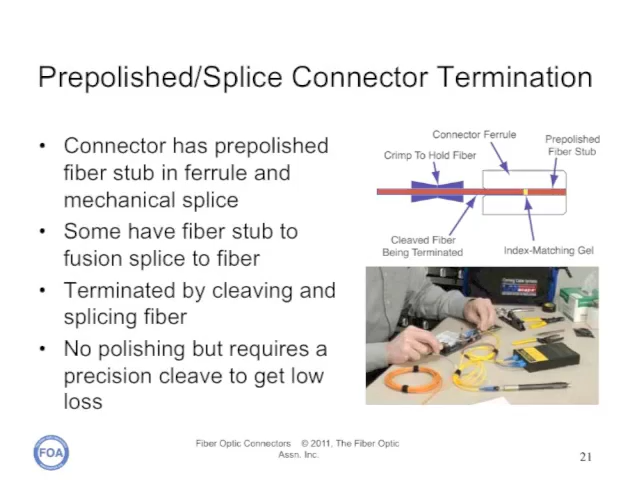 Prepolished/Splice Connector Termination
• Connector has prepolished
fiber stub in ferrule and
mechanical splice
• Some have fiber stub to
fusion splice to fiber
• Terminated by cleaving and
splicing fiber
• No polishing but requires a
precision cleave to get low
loss
Connector Ferrule
Prepolished
Fiber Stub
Crimp To Hold Fiber
Cleaved Fiber
Being Terminated
Index-Matching Gel
FOA
Fiber Optic Connectors © 2011, The Fiber Optic
Assn. Inc.
21